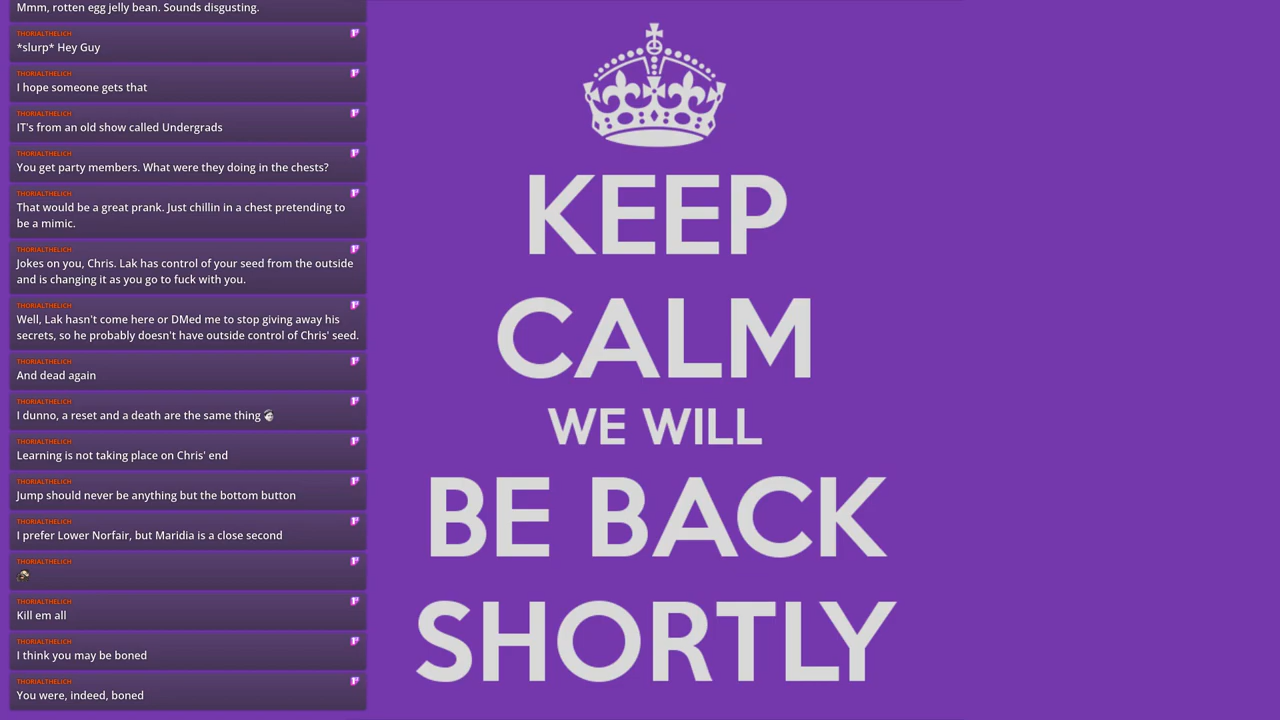 Mmm, rotten egg jelly bean. Sounds disgusting.
THORIALTHELICH
*slurp* Hey Guy
THORIALTHELICH
I hope someone gets that
THORIALTHELICH
IT's from an old show called Undergrads
THORIALTHELICH
You get party members. What were they doing in the chests?
THORIALTHELICH
That would be a great prank. Just chillin in a chest pretending to
be a mimic.
THORIALTHELICH
Jokes on you, Chris. Lak has control of your seed from the outside
and is changing it as you go to fuck with you.
THORIALTHELICH
Well, Lak hasn't come here or DMed me to stop giving away his
secrets, so he probably doesn't have outside control of Chris' seed.
THORIALTHELICH
And dead again
THORIALTHELICH
I dunno, a reset and a death are the same thing
THORIALTHELICH
Learning is not taking place on Chris' end
THORIALTHELICH
Jump should never be anything but the bottom button
THORIALTHELICH
I prefer Lower Norfair, but Maridia is a close second
THORIALTHELICH
THORIALTHELICH
Kill em all
THORIALTHELICH
I think you may be boned
THORIALTHELICH
You were, indeed, boned
KEEP
CALM
WE WILL
BE BACK
SHORTLY